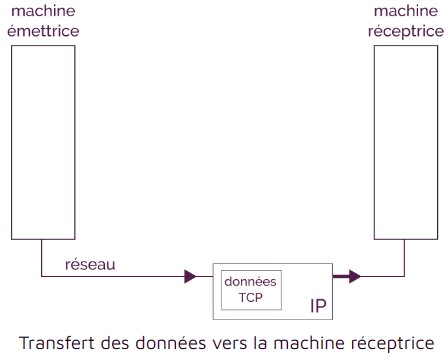 machine
émettrice
machine
réceptrice
réseau
données
TCP
IP
Transfert des données vers la machine réceptrice